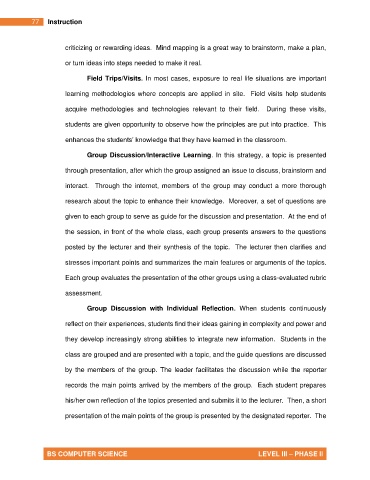 77 Instruction
criticizing or rewarding ideas. Mind mapping is a great way to brainstorm, make a plan,
or turn ideas into steps needed to make it real.
Field Trips/Visits. In most cases, exposure to real life situations are important
learning methodologies where concepts are applied in site. Field visits help students
acquire methodologies and technologies relevant to their field. During these visits,
students are given opportunity to observe how the principles are put into practice. This
enhances the students' knowledge that they have learned in the classroom.
Group Discussion/Interactive Learning. In this strategy, a topic is presented
through presentation, after which the group assigned an issue to discuss, brainstorm and
interact. Through the internet, members of the group may conduct a more thorough
research about the topic to enhance their knowledge. Moreover, a set of questions are
given to each group to serve as guide for the discussion and presentation. At the end of
the session, in front of the whole class, each group presents answers to the questions
posted by the lecturer and their synthesis of the topic. The lecturer then clarifies and
stresses important points and summarizes the main features or arguments of the topics.
Each group evaluates the presentation of the other groups using a class-evaluated rubric
assessment.
Group Discussion with Individual Reflection. When students continuously
reflect on their experiences, students find their ideas gaining in complexity and power and
they develop increasingly strong abilities to integrate new information. Students in the
class are grouped and are presented with a topic, and the guide questions are discussed
by the members of the group. The leader facilitates the discussion while the reporter
records the main points arrived by the members of the group. Each student prepares
his/her own reflection of the topics presented and submits it to the lecturer. Then, a short
presentation of the main points of the group is presented by the designated reporter. The
BS COMPUTER SCIENCE LEVEL III – PHASE II